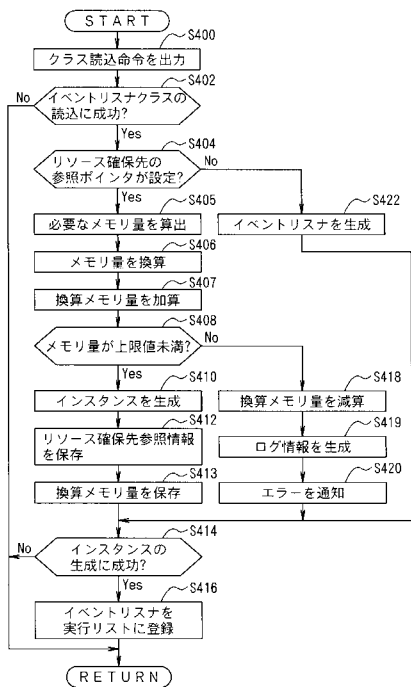 START
S400
クラス読込命令を出力
S402
イベントリスナクラスの
読込に成功?
No
Yes
S404
リソース確保先の
参照ポインタが設定?
No
Yes
S405
必要なメモリ量を算出
S422
イベントリスナを生成
S406
メモリ量を換算
S407
換算メモリ量を加算
S408
メモリ量が上限値未満?
No
Yes
S410
インスタンスを生成
S418
換算メモリ量を減算
S412
リソース確保先参照情報
を保存
S419
ログ情報を生成
S413
換算メモリ量を保存
S420
エラーを通知
S414
インスタンスの
生成に成功?
No
Yes
S416
イベントリスナを
実行リストに登録
RETURN